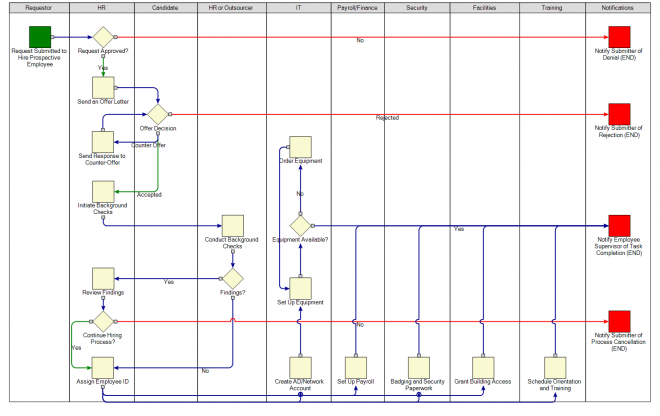 Requestor
HR
Candidate
HR or Outsourcer
IT
Payroll/Finance
Security
Facilities
Training
Notifications
Request Submitted to
Hire Prospective
Employee
Request Approved?
No
Notify Submitter of
Denial (END)
Yes
Send an Offer Letter
Offer Decision
Rejected
Notify Submitter of
Rejection (END)
Counter Offer
Send Response to
Counter-Offer
Order Equipment
Accepted
Initiate Background
Checks
No
Conduct Background
Checks
Equipment Available?
Yes
Notify Employee
Supervisor of Task
Completion (END)
Yes
Review Findings
Findings?
Set Up Equipment
Continue Hiring
Process?
No
Notify Submitter of
Process Cancellation
(END)
Yes
No
Assign Employee ID
Create AD/Network
Account
Set Up Payroll
Badging and Security
Paperwork
Grant Building Access
Schedule Orientation
and Training